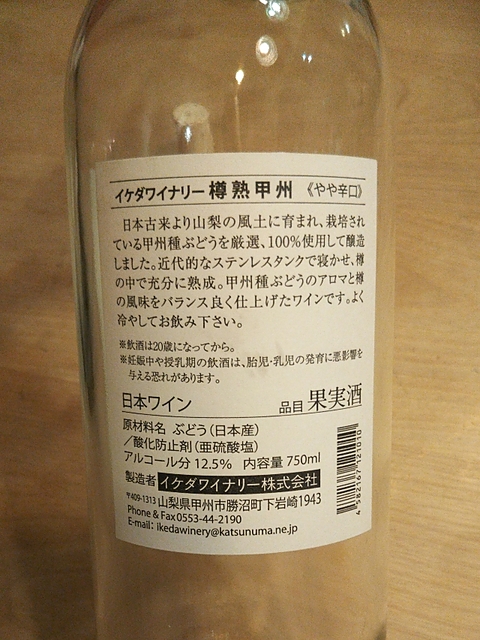 イケダワイナリー 樽熟甲州 《やや辛口》
日本古来より山梨の風土に育まれ、栽培され
ている甲州種ぶどうを厳選、100%使用して醸造
しました。近代的なステンレスタンクで寝かせ、樽
の中で充分に熟成。甲州種ぶどうのアロマと樽
の風味をバランス良く仕上げたワインです。よく
冷やしてお飲み下さい。
※飲酒は20歳になってから。
※妊娠中や授乳期の飲酒は、胎児・乳児の発育に悪影響を
与える恐れがあります。
日本ワイン 品目 果実酒
原材料名 ぶどう(日本産)
/酸化防止剤(亜硫酸塩)
アルコール分 12.5% 内容量 750ml
製造者 イケダワイナリー株式会社
〒409-1313 山梨県甲州市勝沼町下岩崎1943
Phone & Fax 0553-44-2190
E-mail: ikedawinery@katsunuma.ne.jp
4 582167 121010